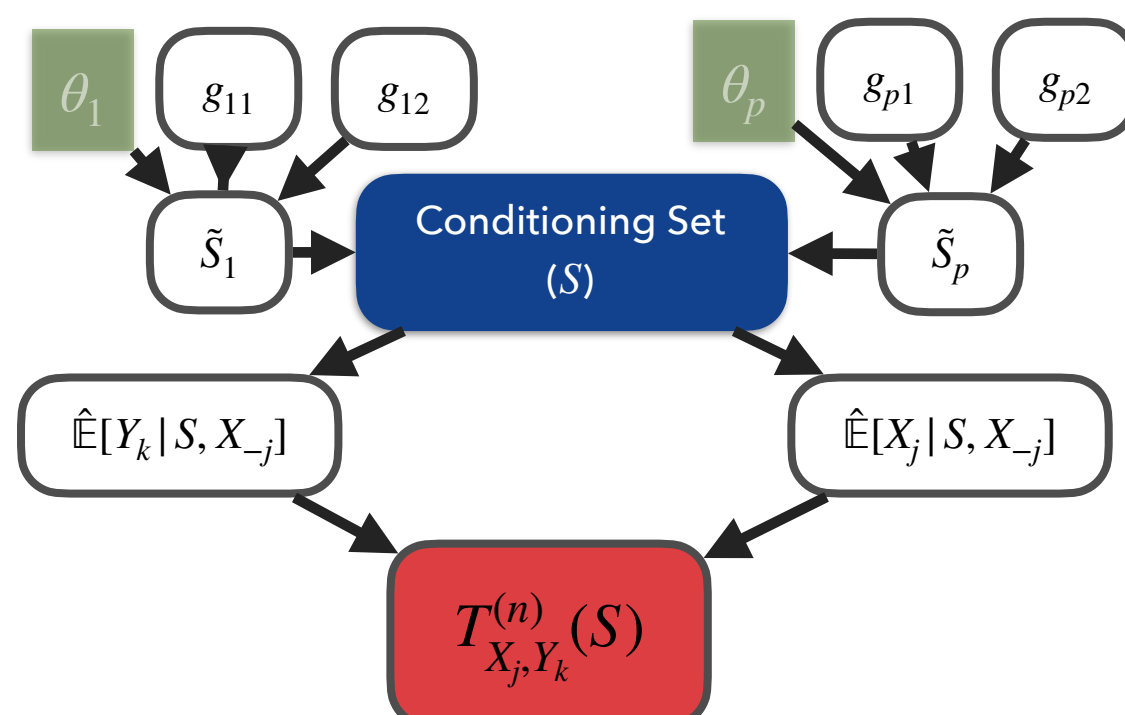 θ₁ g₁₁ g₁₂ θₚ gₚ₁ gₚ₂
S̃₁ Conditioning Set S̃ₚ
(S)
Ê[Yₖ | S, X₋ⱼ] Ê[Xⱼ | S, X₋ⱼ]
T^{(n)}_{Xⱼ,Yₖ}(S)